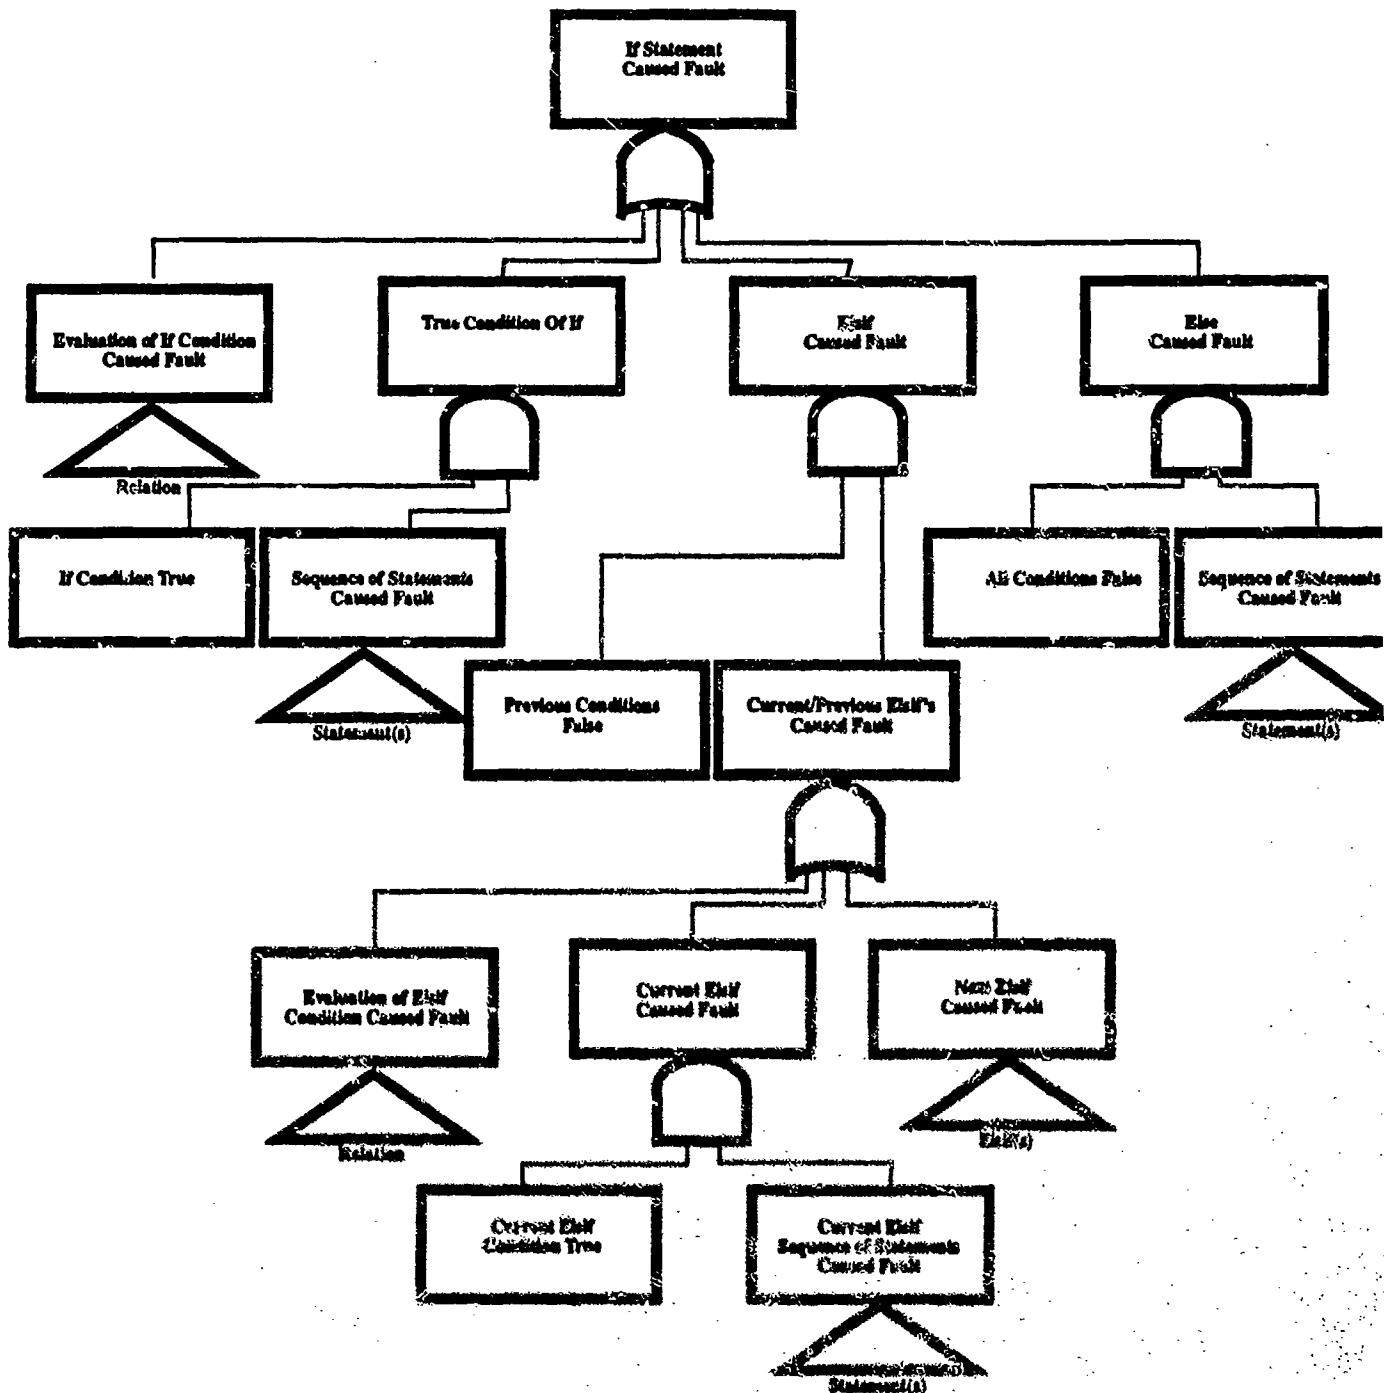 If Statement
Caused Fault
Evaluation of If Condition
Caused Fault
Relation
True Condition Of If
Elsif
Caused Fault
Else
Caused Fault
If Condition True
Sequence of Statements
Caused Fault
Statement(s)
Previous Conditions
False
Current/Previous Elsif's
Caused Fault
All Conditions False
Sequence of Statements
Caused Fault
Statement(s)
Evaluation of Elsif
Condition Caused Fault
Relation
Current Elsif
Caused Fault
Next Elsif
Caused Fault
Elsif(s)
Current Elsif
Condition True
Current Elsif
Sequence of Statements
Caused Fault
Statement(s)